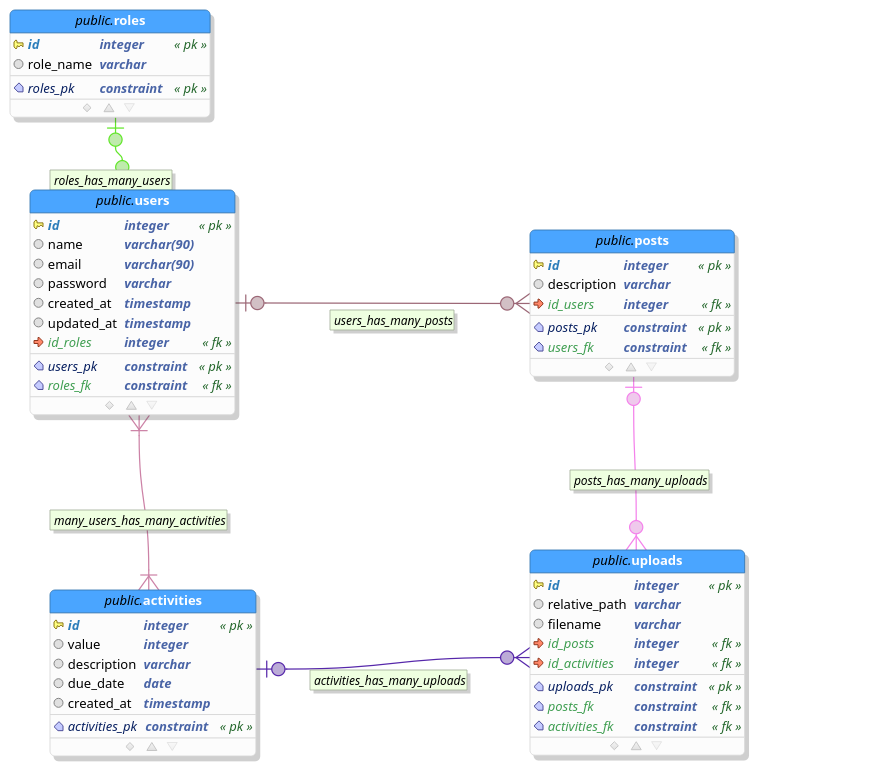 public.roles
id integer « pk »
role_name varchar
roles_pk constraint « pk »
roles_has_many_users
public.users
id integer « pk »
name varchar(90)
email varchar(90)
password varchar
created_at timestamp
updated_at timestamp
id_roles integer « fk »
users_pk constraint « pk »
roles_fk constraint « fk »
users_has_many_posts
public.posts
id integer « pk »
description varchar
id_users integer « fk »
posts_pk constraint « pk »
users_fk constraint « fk »
posts_has_many_uploads
many_users_has_many_activities
public.activities
id integer « pk »
value integer
description varchar
due_date date
created_at timestamp
activities_pk constraint « pk »
activities_has_many_uploads
public.uploads
id integer « pk »
relative_path varchar
filename varchar
id_posts integer « fk »
id_activities integer « fk »
uploads_pk constraint « pk »
posts_fk constraint « fk »
activities_fk constraint « fk »